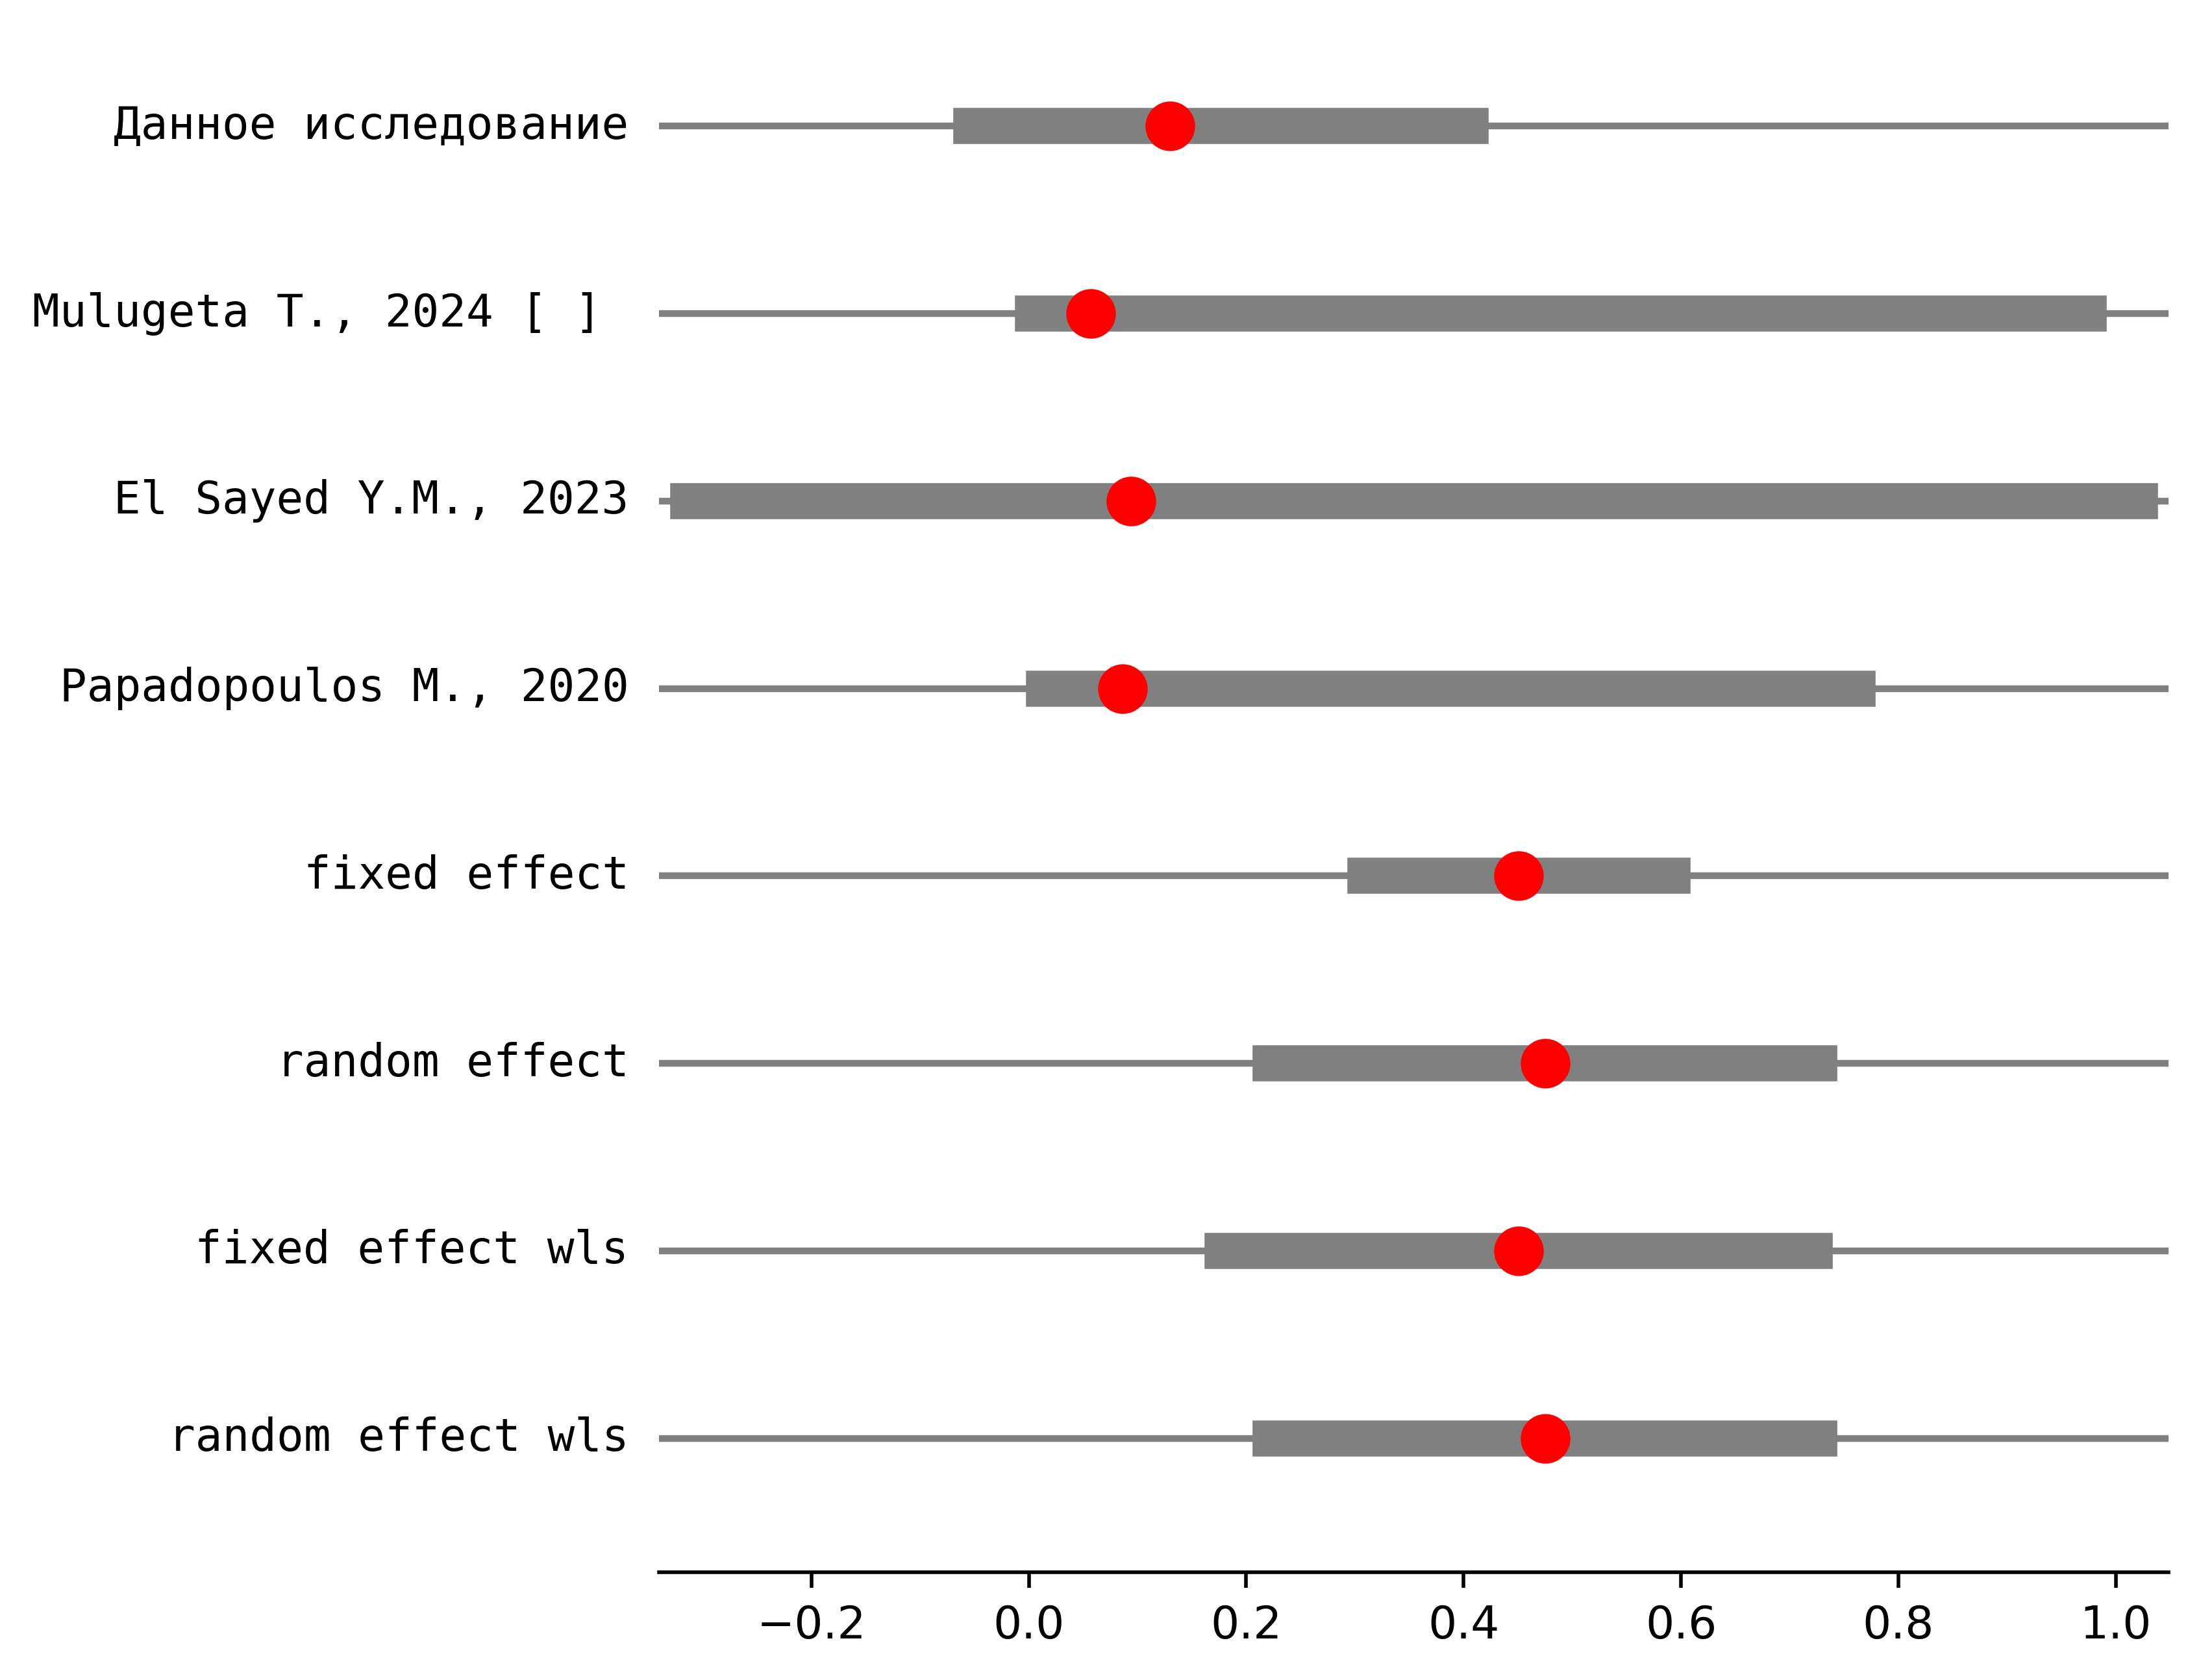 Данное исследование
Mulugeta T., 2024 [ ]
El Sayed Y.M., 2023
Papadopoulos M., 2020
fixed effect
random effect
fixed effect wls
random effect wls
−0.2 0.0 0.2 0.4 0.6 0.8 1.0